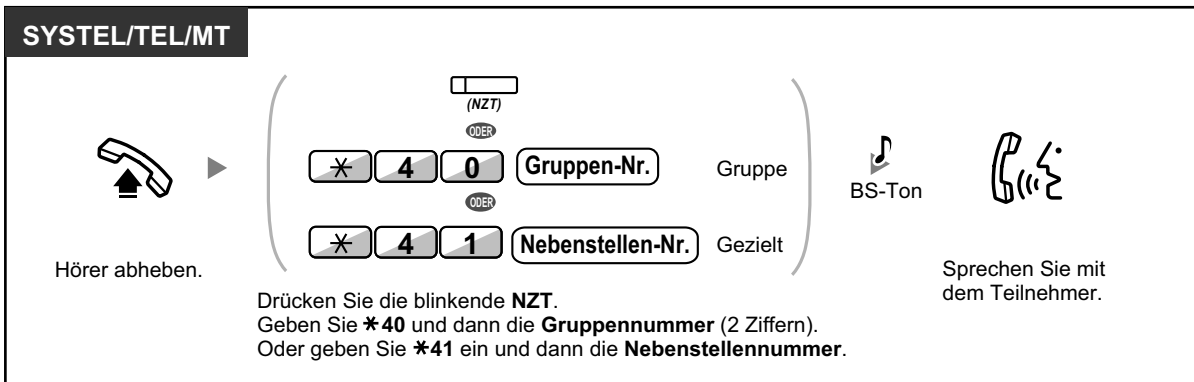 SYSTEL/TEL/MT
(NZT)
ODER
* 4 0 Gruppen-Nr. Gruppe
ODER
* 4 1 Nebenstellen-Nr. Gezielt
BS-Ton
Hörer abheben.
Sprechen Sie mit
dem Teilnehmer.
Drücken Sie die blinkende NZT.
Geben Sie *40 und dann die Gruppennummer (2 Ziffern).
Oder geben Sie *41 ein und dann die Nebenstellennummer.